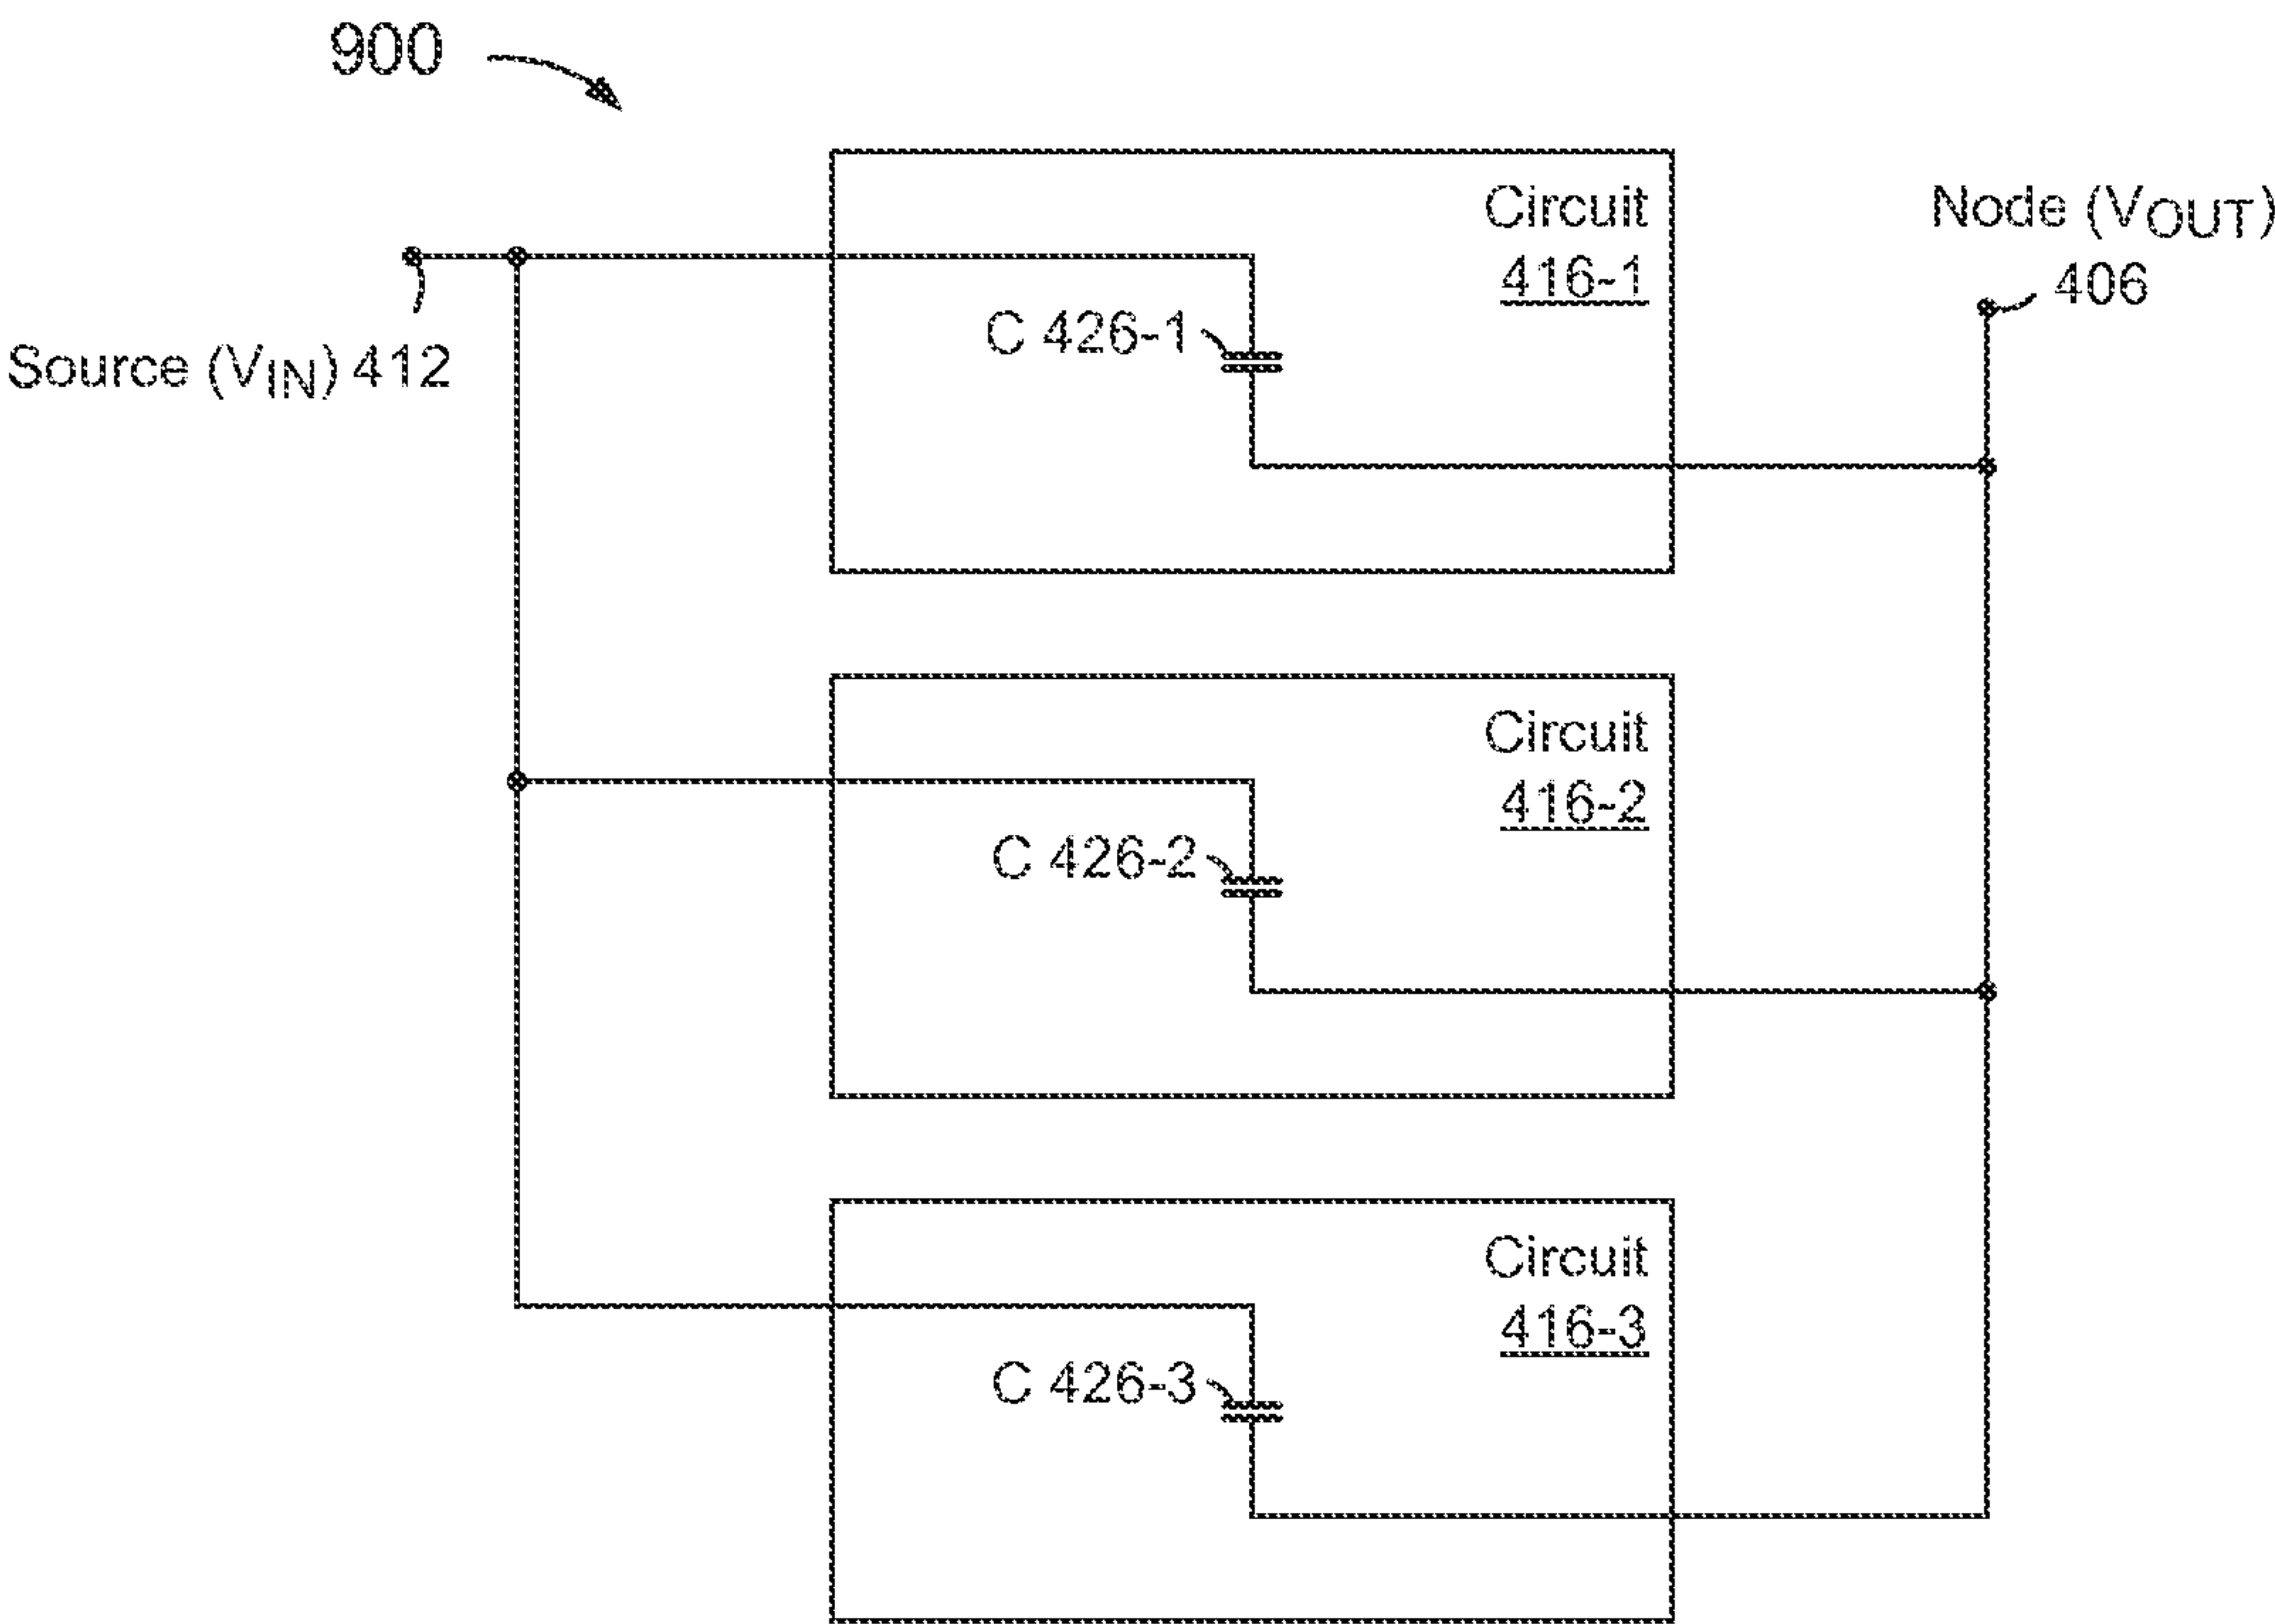 900
Circuit
416-1
Node (VOUT)
406
C 426-1
Source (VIN) 412
Circuit
416-2
C 426-2
Circuit
416-3
C 426-3